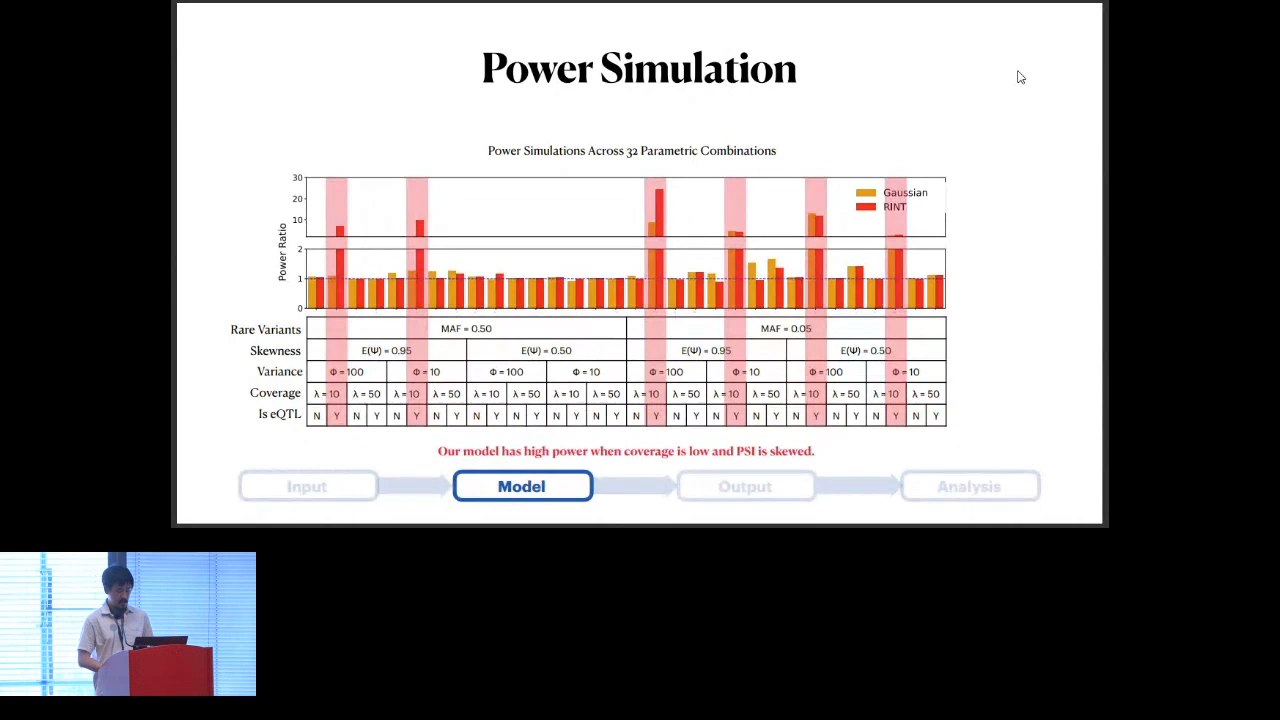 Power Simulation
Power Simulations Across 32 Parametric Combinations
30
20
10
2
1
0
Power Ratio
Gaussian
RINT
Rare Variants MAF = 0.50 MAF = 0.05
Skewness E(Ψ) = 0.95 E(Ψ) = 0.50 E(Ψ) = 0.95 E(Ψ) = 0.50
Variance Φ = 100 Φ = 10 Φ = 100 Φ = 10 Φ = 100 Φ = 10 Φ = 100 Φ = 10
Coverage λ = 10 λ = 50 λ = 10 λ = 50 λ = 10 λ = 50 λ = 10 λ = 50 λ = 10 λ = 50 λ = 10 λ = 50 λ = 10 λ = 50 λ = 10 λ = 50
Is eQTL N Y N Y N Y N Y N Y N Y N Y N Y N Y N Y N Y N Y N Y N Y N Y N Y
Our model has high power when coverage is low and PSI is skewed.
Input Model Output Analysis